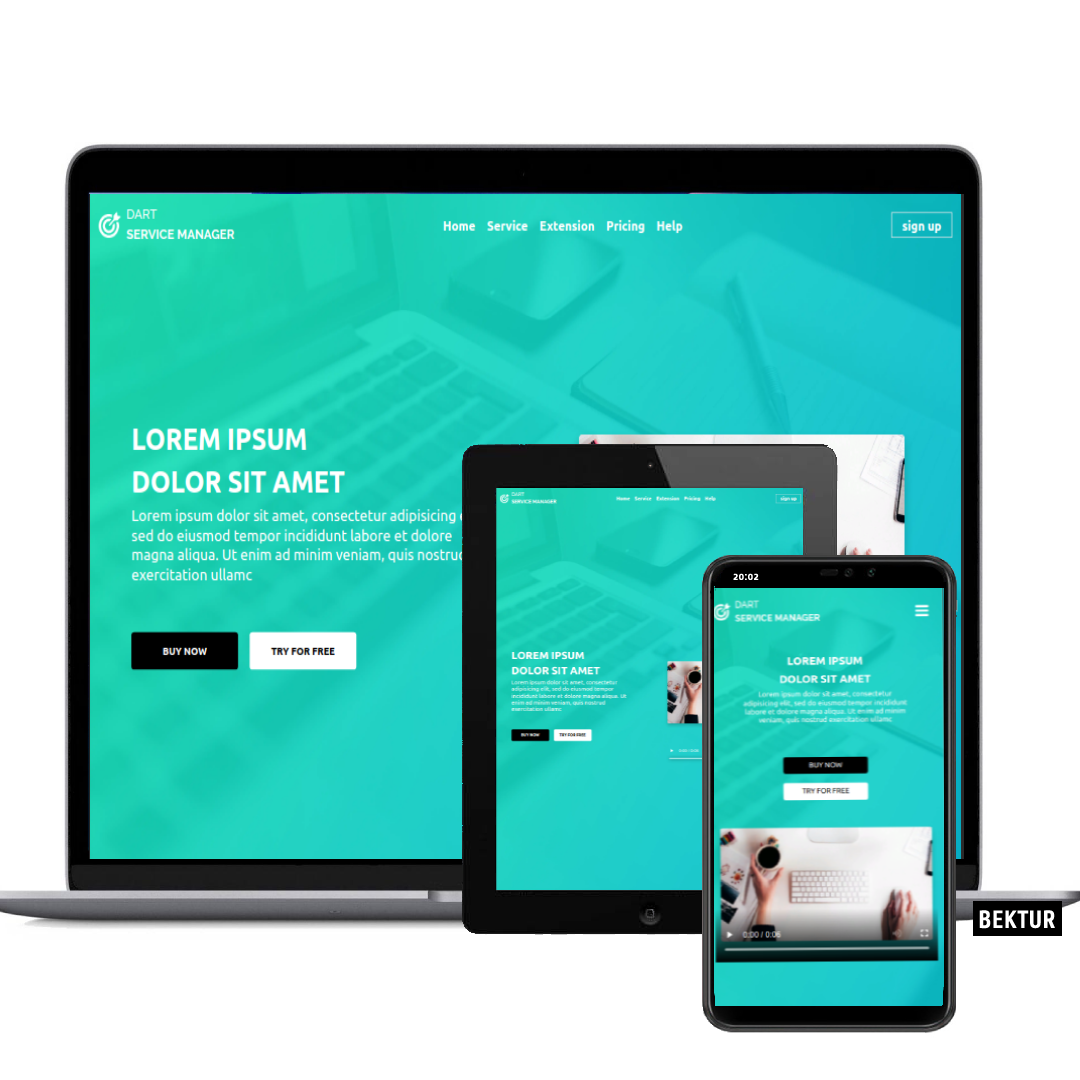 DART
SERVICE MANAGER
Home Service Extension Pricing Help
sign up
LOREM IPSUM
DOLOR SIT AMET
Lorem ipsum dolor sit amet, consectetur adipisicing
sed do eiusmod tempor incididunt labore et dolore
magna aliqua. Ut enim ad minim veniam, quis nostru
exercitation ullamc
BUY NOW
TRY FOR FREE
DART
SERVICE MANAGER
Home Service Extension Pricing Help
sign up
LOREM IPSUM
DOLOR SIT AMET
Lorem ipsum dolor sit amet, consectetur
adipisicing elit, sed do eiusmod tempor
incididunt labore et dolore magna aliqua. Ut
enim ad minim veniam, quis nostrud
exercitation ullamc
BUY NOW
TRY FOR FREE
0:00 / 0:06
20:02
DART
SERVICE MANAGER
LOREM IPSUM
DOLOR SIT AMET
Lorem ipsum dolor sit amet, consectetur
adipisicing elit, sed do eiusmod tempor incididunt
labore et dolore magna aliqua. Ut enim ad minim
veniam, quis nostrud exercitation ullamc
BUY NOW
TRY FOR FREE
0:00 / 0:06
BEKTUR